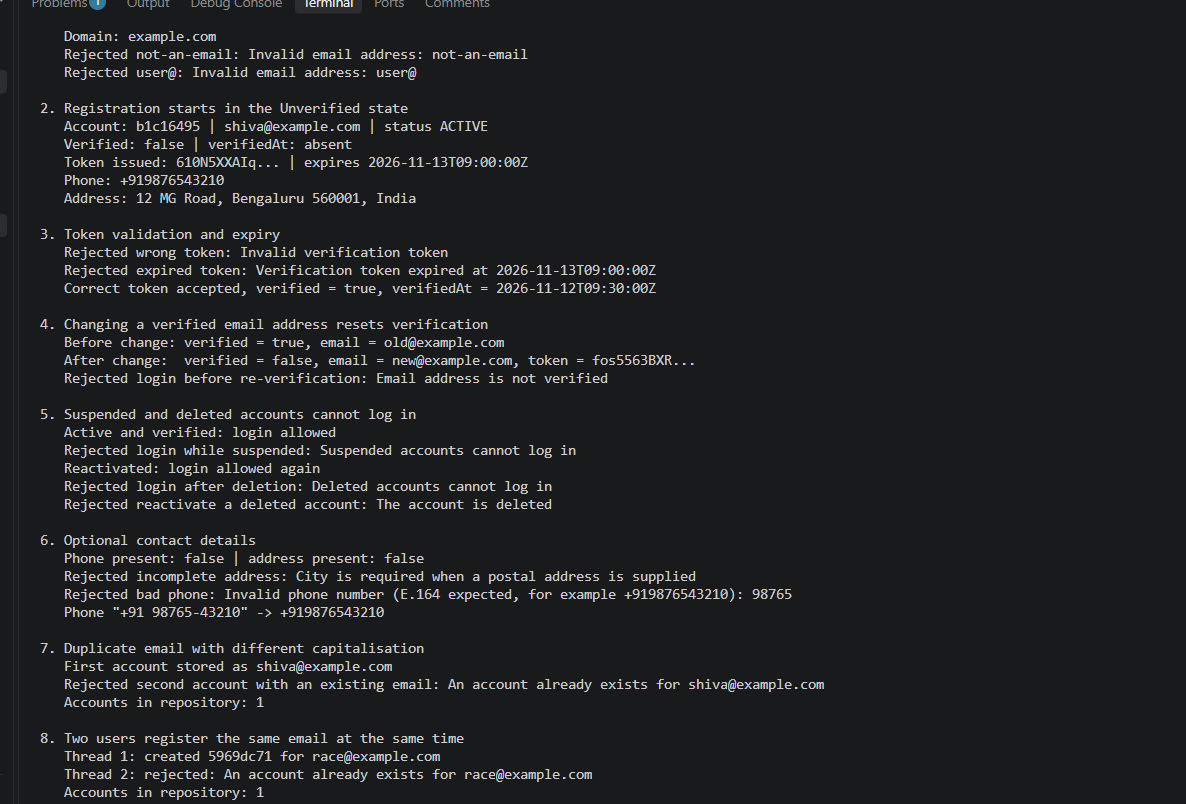 Problems 1 Output Debug Console Terminal Ports Comments
Domain: example.com
Rejected not-an-email: Invalid email address: not-an-email
Rejected user@: Invalid email address: user@
2. Registration starts in the Unverified state
Account: b1c16495 | shiva@example.com | status ACTIVE
Verified: false | verifiedAt: absent
Token issued: 610N5XXAIq... | expires 2026-11-13T09:00:00Z
Phone: +919876543210
Address: 12 MG Road, Bengaluru 560001, India
3. Token validation and expiry
Rejected wrong token: Invalid verification token
Rejected expired token: Verification token expired at 2026-11-13T09:00:00Z
Correct token accepted, verified = true, verifiedAt = 2026-11-12T09:30:00Z
4. Changing a verified email address resets verification
Before change: verified = true, email = old@example.com
After change:  verified = false, email = new@example.com, token = fos5563BXR...
Rejected login before re-verification: Email address is not verified
5. Suspended and deleted accounts cannot log in
Active and verified: login allowed
Rejected login while suspended: Suspended accounts cannot log in
Reactivated: login allowed again
Rejected login after deletion: Deleted accounts cannot log in
Rejected reactivate a deleted account: The account is deleted
6. Optional contact details
Phone present: false | address present: false
Rejected incomplete address: City is required when a postal address is supplied
Rejected bad phone: Invalid phone number (E.164 expected, for example +919876543210): 98765
Phone "+91 98765-43210" -> +919876543210
7. Duplicate email with different capitalisation
First account stored as shiva@example.com
Rejected second account with an existing email: An account already exists for shiva@example.com
Accounts in repository: 1
8. Two users register the same email at the same time
Thread 1: created 5969dc71 for race@example.com
Thread 2: rejected: An account already exists for race@example.com
Accounts in repository: 1